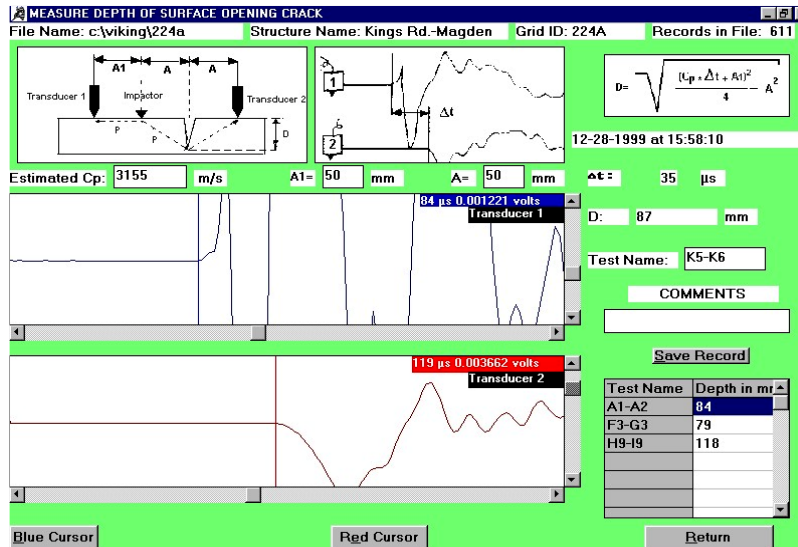 MEASURE DEPTH OF SURFACE OPENING CRACK
File Name: c:\viking\224a Structure Name: Kings Rd.-Magden Grid ID: 224A Records in File: 611
A1 A A
Transducer 1 Impactor Transducer 2
P P D
1
Δt
2
D= √ (Cp * Δt + A1)² / 4 - A²
12-28-1999 at 15:58:10
Estimated Cp: 3155 m/s A1= 50 mm A= 50 mm Δt: 35 µs
84 µs 0.001221 volts
Transducer 1
D: 87 mm
Test Name: K5-K6
COMMENTS
Save Record
119 µs 0.003662 volts
Transducer 2
Test Name Depth in mm
A1-A2 84
F3-G3 79
H9-I9 118
Blue Cursor Red Cursor Return